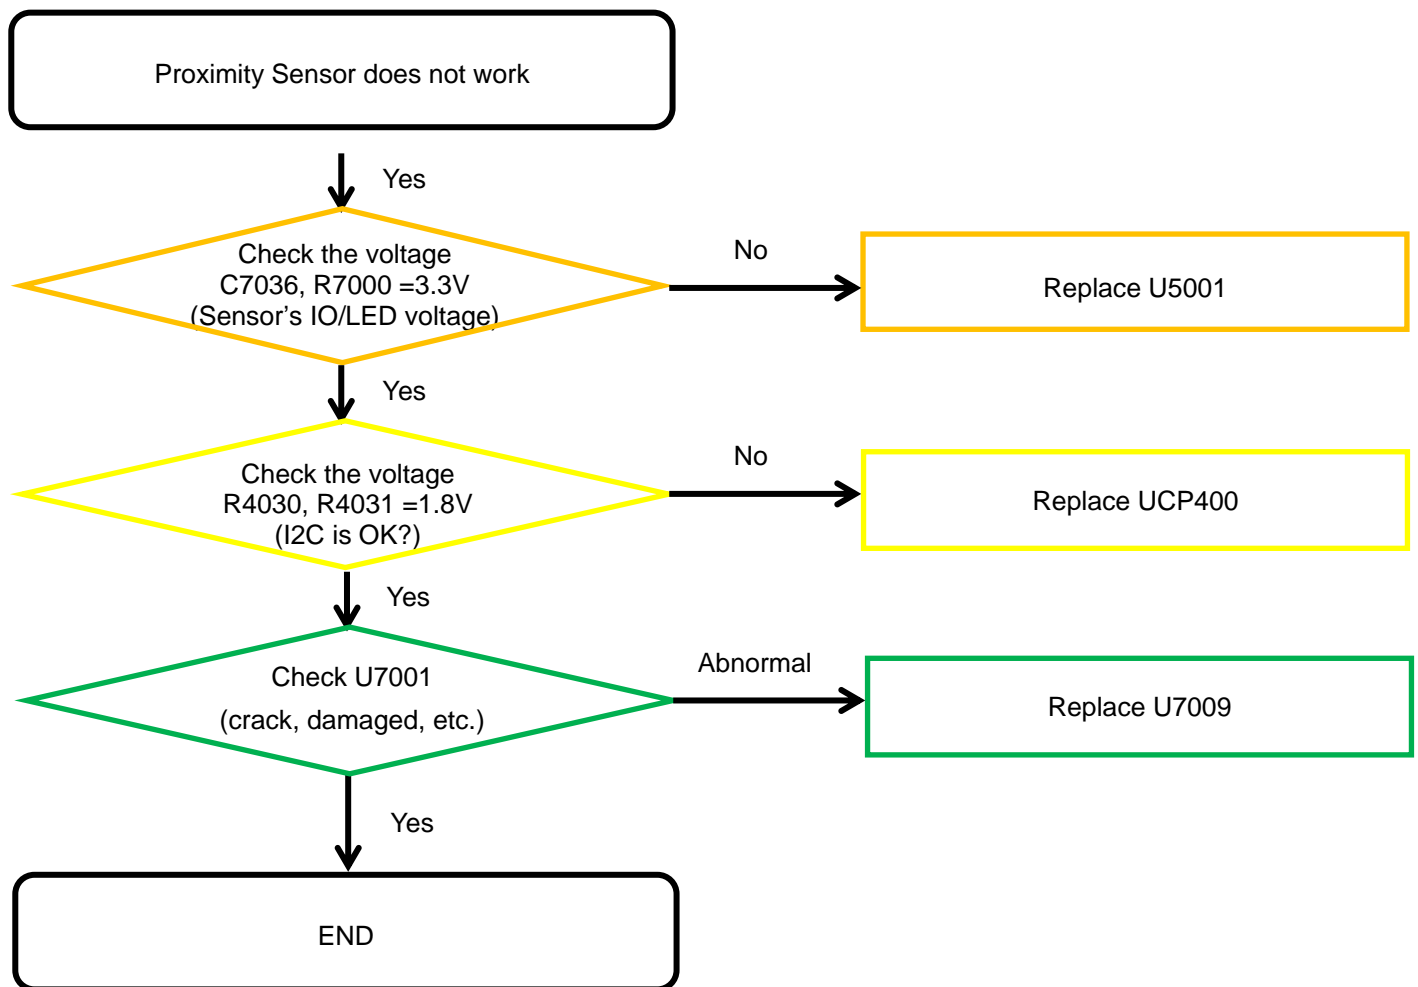 Proximity Sensor does not work
Yes
Check the voltage
C7036, R7000 =3.3V
(Sensor's IO/LED voltage)
No
Replace U5001
Yes
Check the voltage
R4030, R4031 =1.8V
(I2C is OK?)
No
Replace UCP400
Yes
Check U7001
(crack, damaged, etc.)
Abnormal
Replace U7009
Yes
END